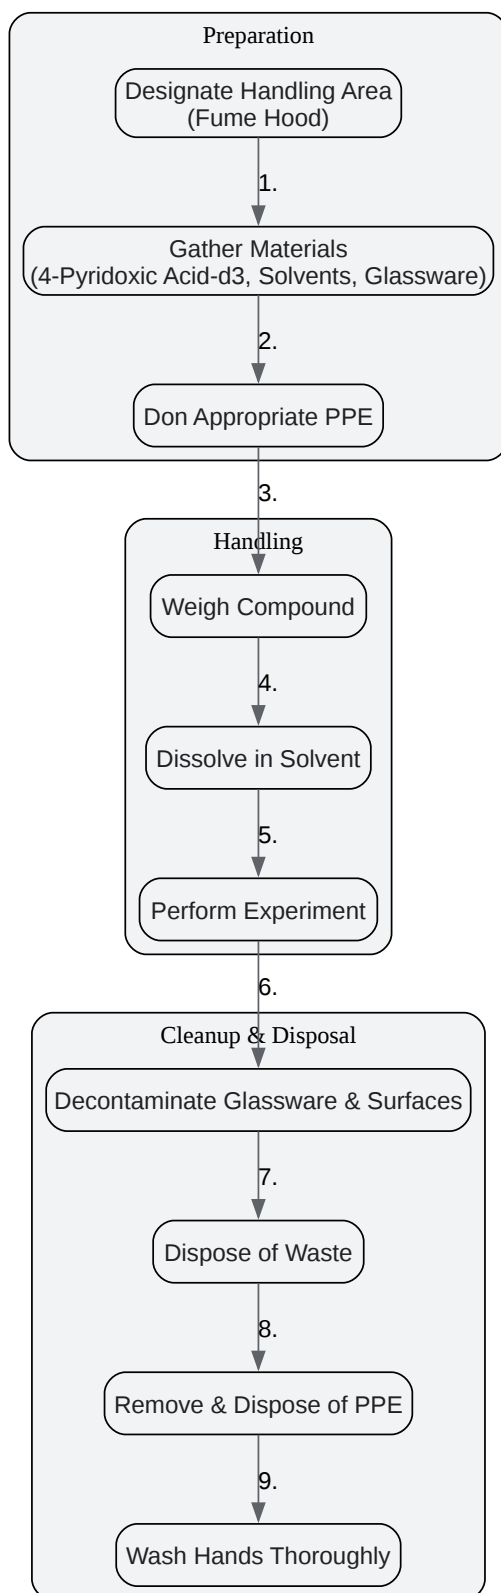 Preparation
Designate Handling Area
(Fume Hood)
1.
Gather Materials
(4-Pyridoxic Acid-d3, Solvents, Glassware)
2.
Don Appropriate PPE
3.
Handling
Weigh Compound
4.
Dissolve in Solvent
5.
Perform Experiment
6.
Cleanup & Disposal
Decontaminate Glassware & Surfaces
7.
Dispose of Waste
8.
Remove & Dispose of PPE
9.
Wash Hands Thoroughly